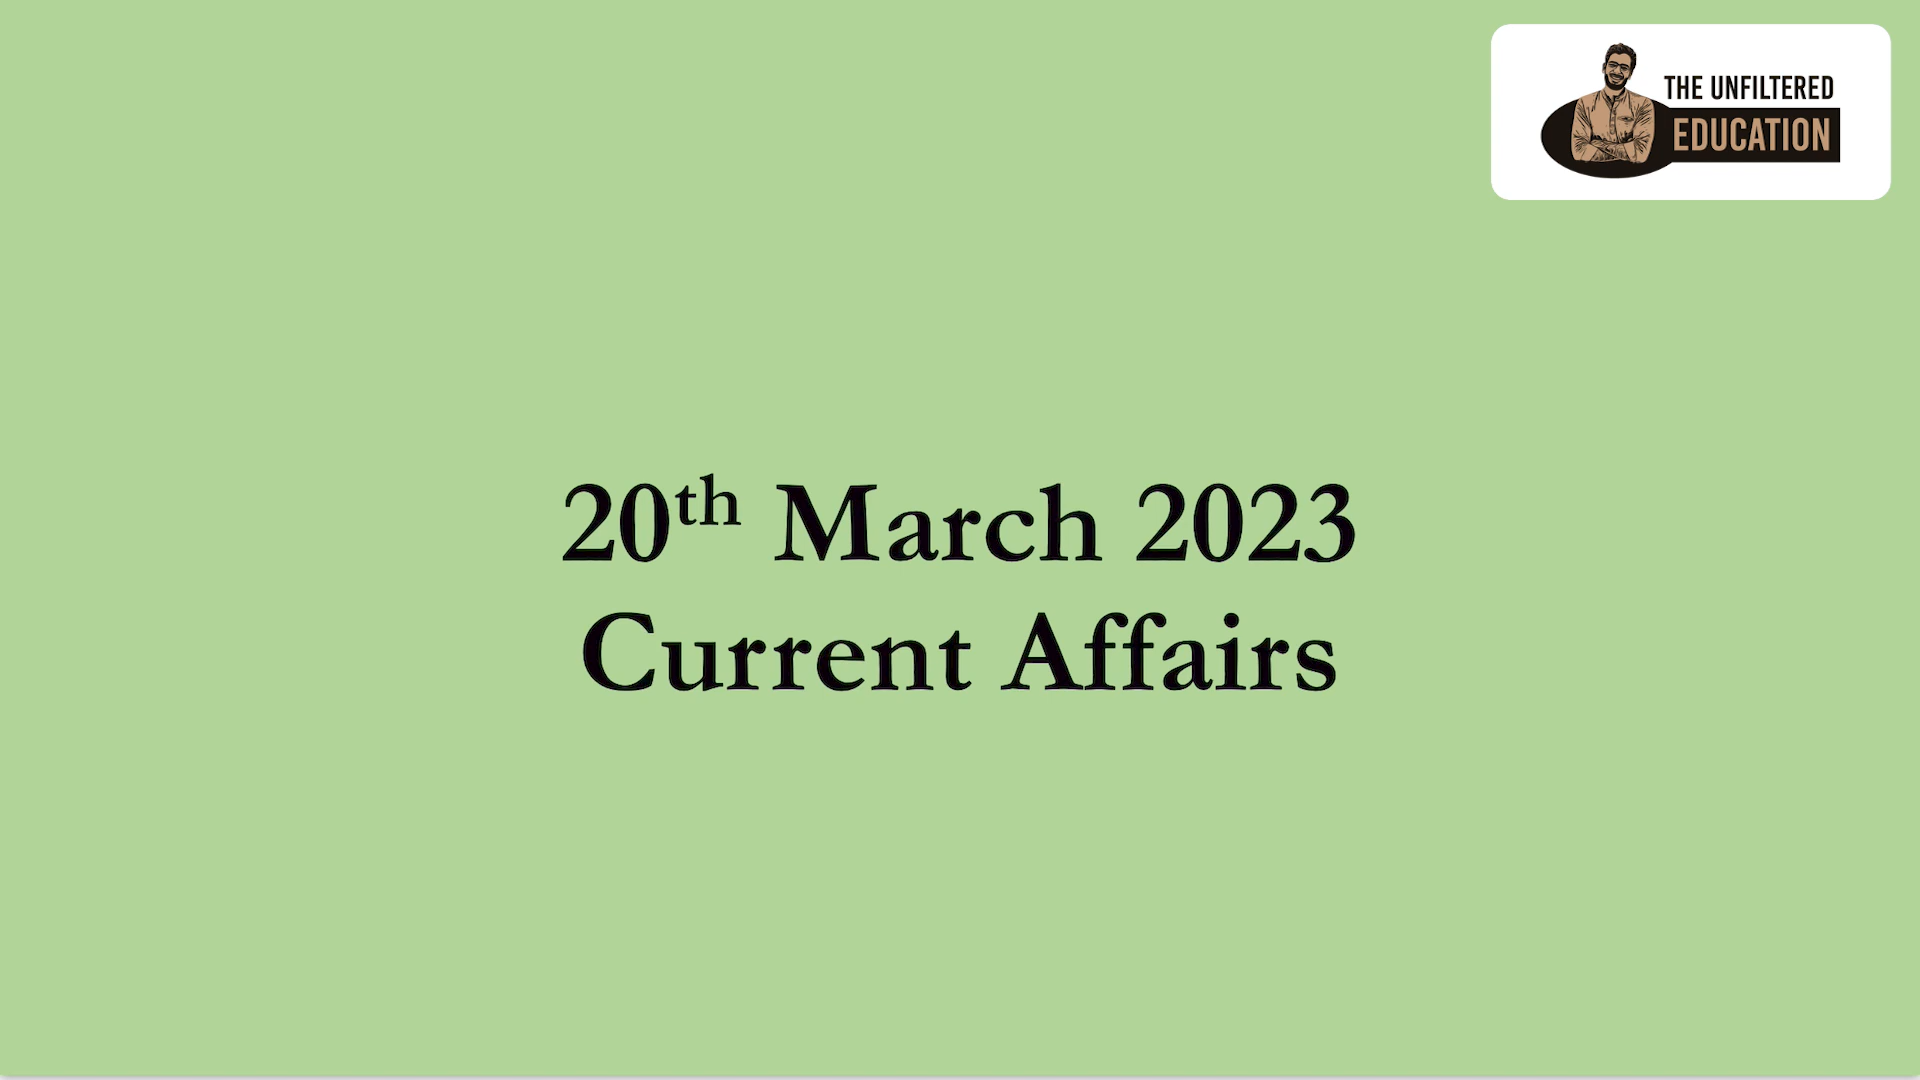 THE UNFILTERED
EDUCATION
20th March 2023
Current Affairs